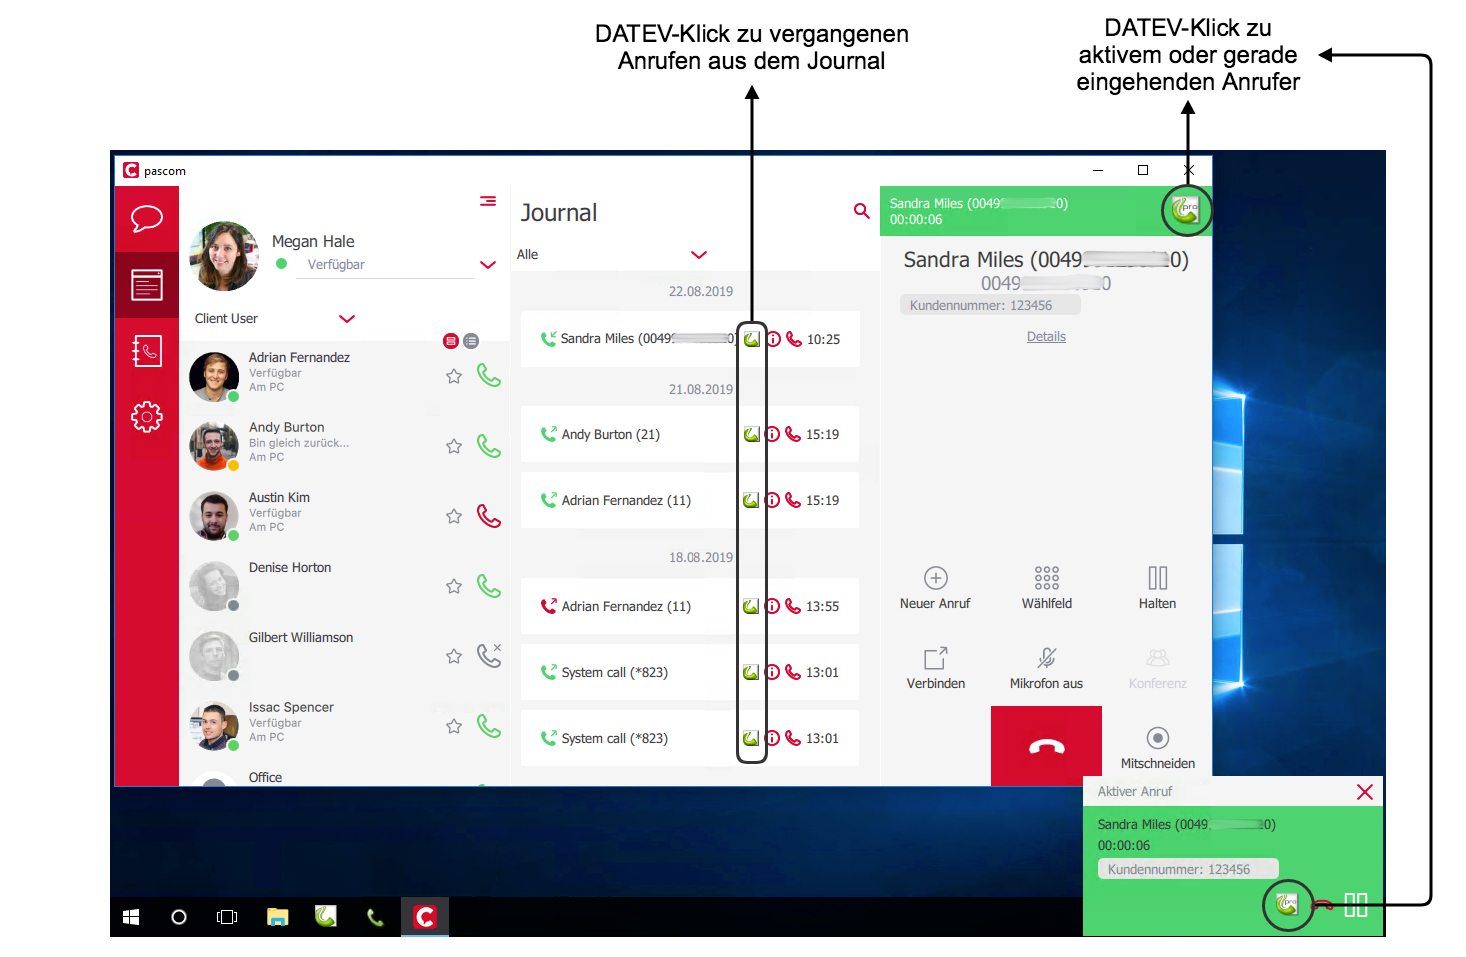 DATEV-Klick zu vergangenen
Anrufen aus dem Journal
DATEV-Klick zu
aktivem oder gerade
eingehenden Anrufer
pascom
Megan Hale
Verfügbar
Client User
Adrian Fernandez
Verfügbar
Am PC
Andy Burton
Bin gleich zurück...
Am PC
Austin Kim
Verfügbar
Am PC
Denise Horton
Gilbert Williamson
Issac Spencer
Verfügbar
Am PC
Office
Journal
Alle
22.08.2019
Sandra Miles (0049 0) 10:25
21.08.2019
Andy Burton (21) 15:19
Adrian Fernandez (11) 15:19
18.08.2019
Adrian Fernandez (11) 13:55
System call (*823) 13:01
System call (*823) 13:01
Sandra Miles (0049 0)
00:00:06
pro
Sandra Miles (0049 0)
0049 0
Kundennummer: 123456
Details
Neuer Anruf Wählfeld Halten
Verbinden Mikrofon aus Konferenz
Mitschneiden
Aktiver Anruf
Sandra Miles (0049 0)
00:00:06
Kundennummer: 123456
pro